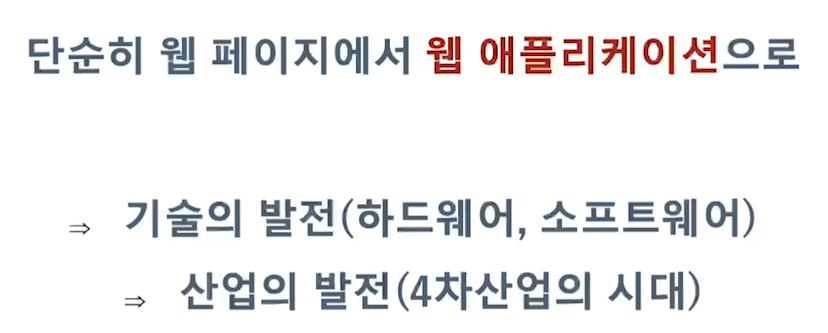 단순히 웹 페이지에서 웹 애플리케이션으로
⇒ 기술의 발전(하드웨어, 소프트웨어)
⇒ 산업의 발전(4차산업의 시대)